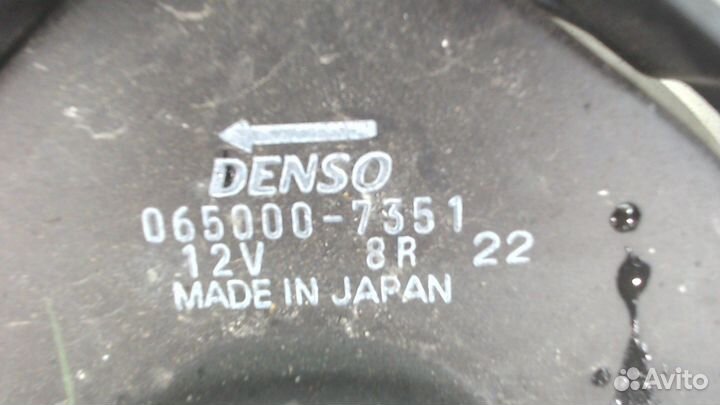 DENSO
065000-7351
12V 8R 22
MADE IN JAPAN
Avito